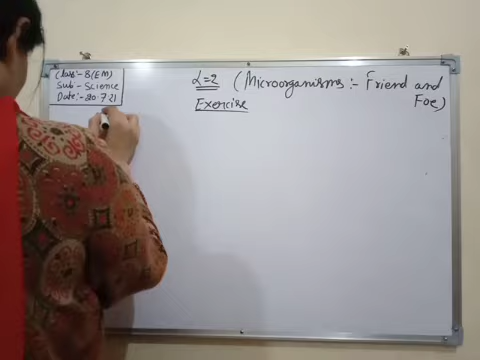 Class:- 8(EM)
Sub - Science
Date:- 20.7.21
L=2 (Microorganisms:- Friend and
Foe)
Exercise